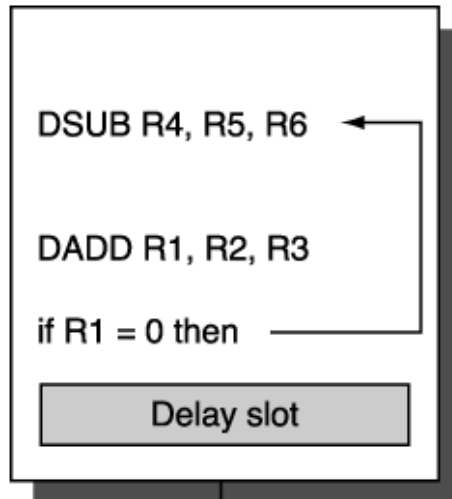 DSUB R4, R5, R6
DADD R1, R2, R3
if R1 = 0 then
Delay slot